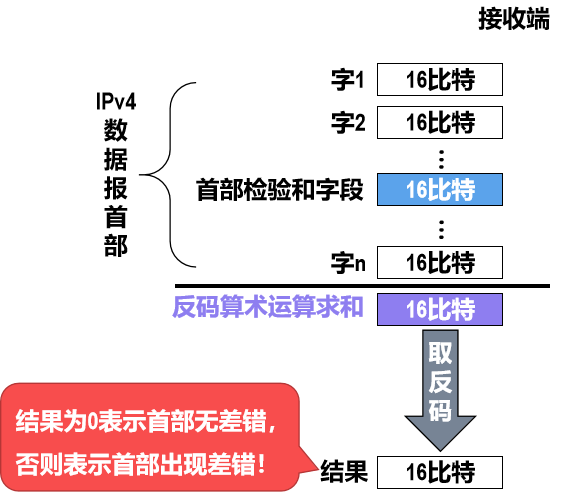 接收端
IPv4
数
据
报
首
部
字1 16比特
字2 16比特
⋮
首部检验和字段 16比特
⋮
字n 16比特
反码算术运算求和 16比特
取
反
码
结果为0表示首部无差错，
否则表示首部出现差错！
结果 16比特